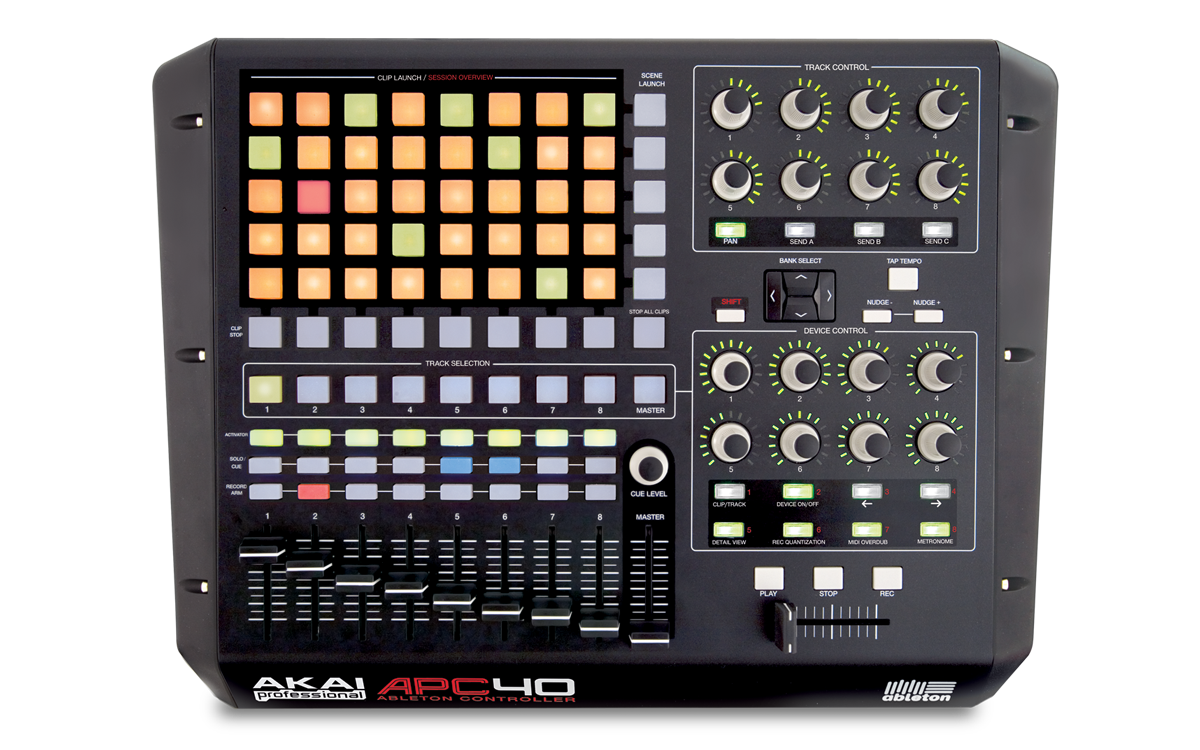 CLIP LAUNCH / SESSION OVERVIEW
SCENE
LAUNCH
TRACK CONTROL
1 2 3 4
5 6 7 8
PAN SEND A SEND B SEND C
BANK SELECT
TAP TEMPO
SHIFT
NUDGE - NUDGE +
STOP ALL CLIPS
CLIP
STOP
DEVICE CONTROL
TRACK SELECTION
1 2 3 4 5 6 7 8 MASTER
1 2 3 4
5 6 7 8
ACTIVATOR
SOLO /
CUE
RECORD
ARM
CUE LEVEL
1 2 3 4
CLIP/TRACK DEVICE ON/OFF ← →
5 6 7 8
DETAIL VIEW REC QUANTIZATION MIDI OVERDUB METRONOME
1 2 3 4 5 6 7 8 MASTER
PLAY STOP REC
AKAI
professional
APC40
ABLETON CONTROLLER
ableton